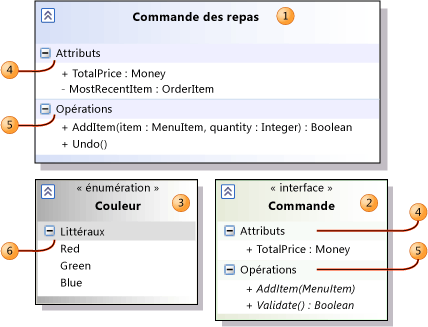 Commande des repas
1
Attributs
4
+ TotalPrice : Money
- MostRecentItem : OrderItem
Opérations
5
+ AddItem(item : MenuItem, quantity : Integer) : Boolean
+ Undo()
« énumération »
Couleur
3
Littéraux
6
Red
Green
Blue
« interface »
Commande
2
Attributs
4
+ TotalPrice : Money
Opérations
5
+ AddItem(MenuItem)
+ Validate() : Boolean